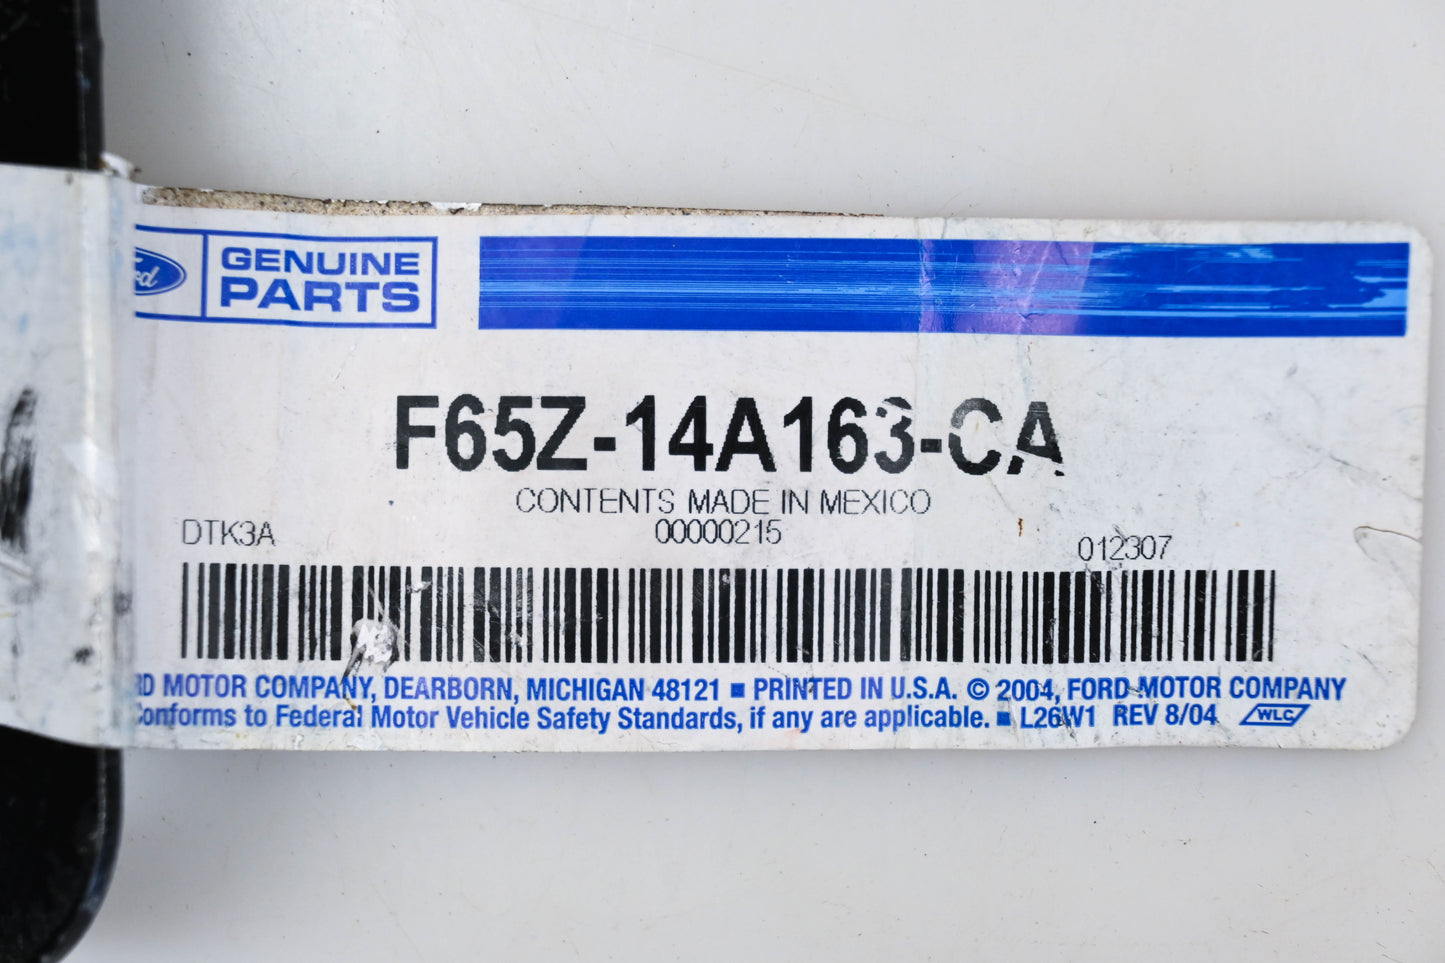 GENUINE
PARTS
F65Z-14A163-CA
CONTENTS MADE IN MEXICO
00000215
DTK3A
012307
RD MOTOR COMPANY, DEARBORN, MICHIGAN 48121 ■ PRINTED IN U.S.A. © 2004, FORD MOTOR COMPANY
Conforms to Federal Motor Vehicle Safety Standards, if any are applicable. ■ L26W1 REV 8/04 WLC